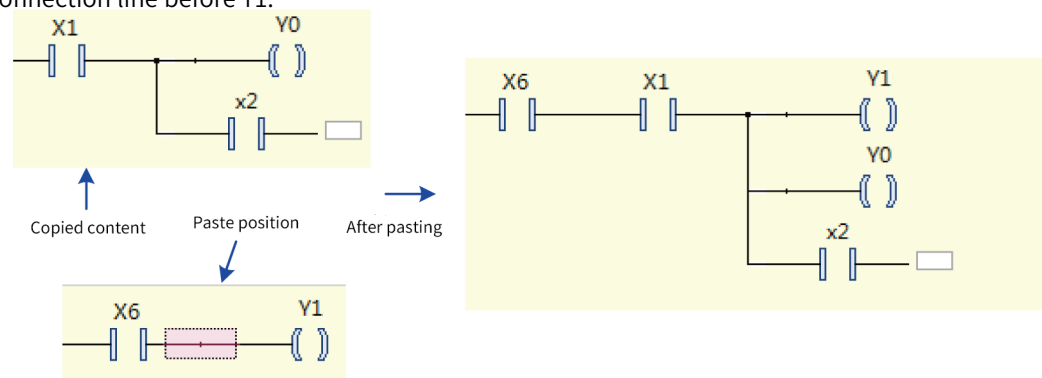 onnection line before Y1.
X1
Y0
x2
Copied content
Paste position
After pasting
X6
Y1
X6
X1
Y1
Y0
x2